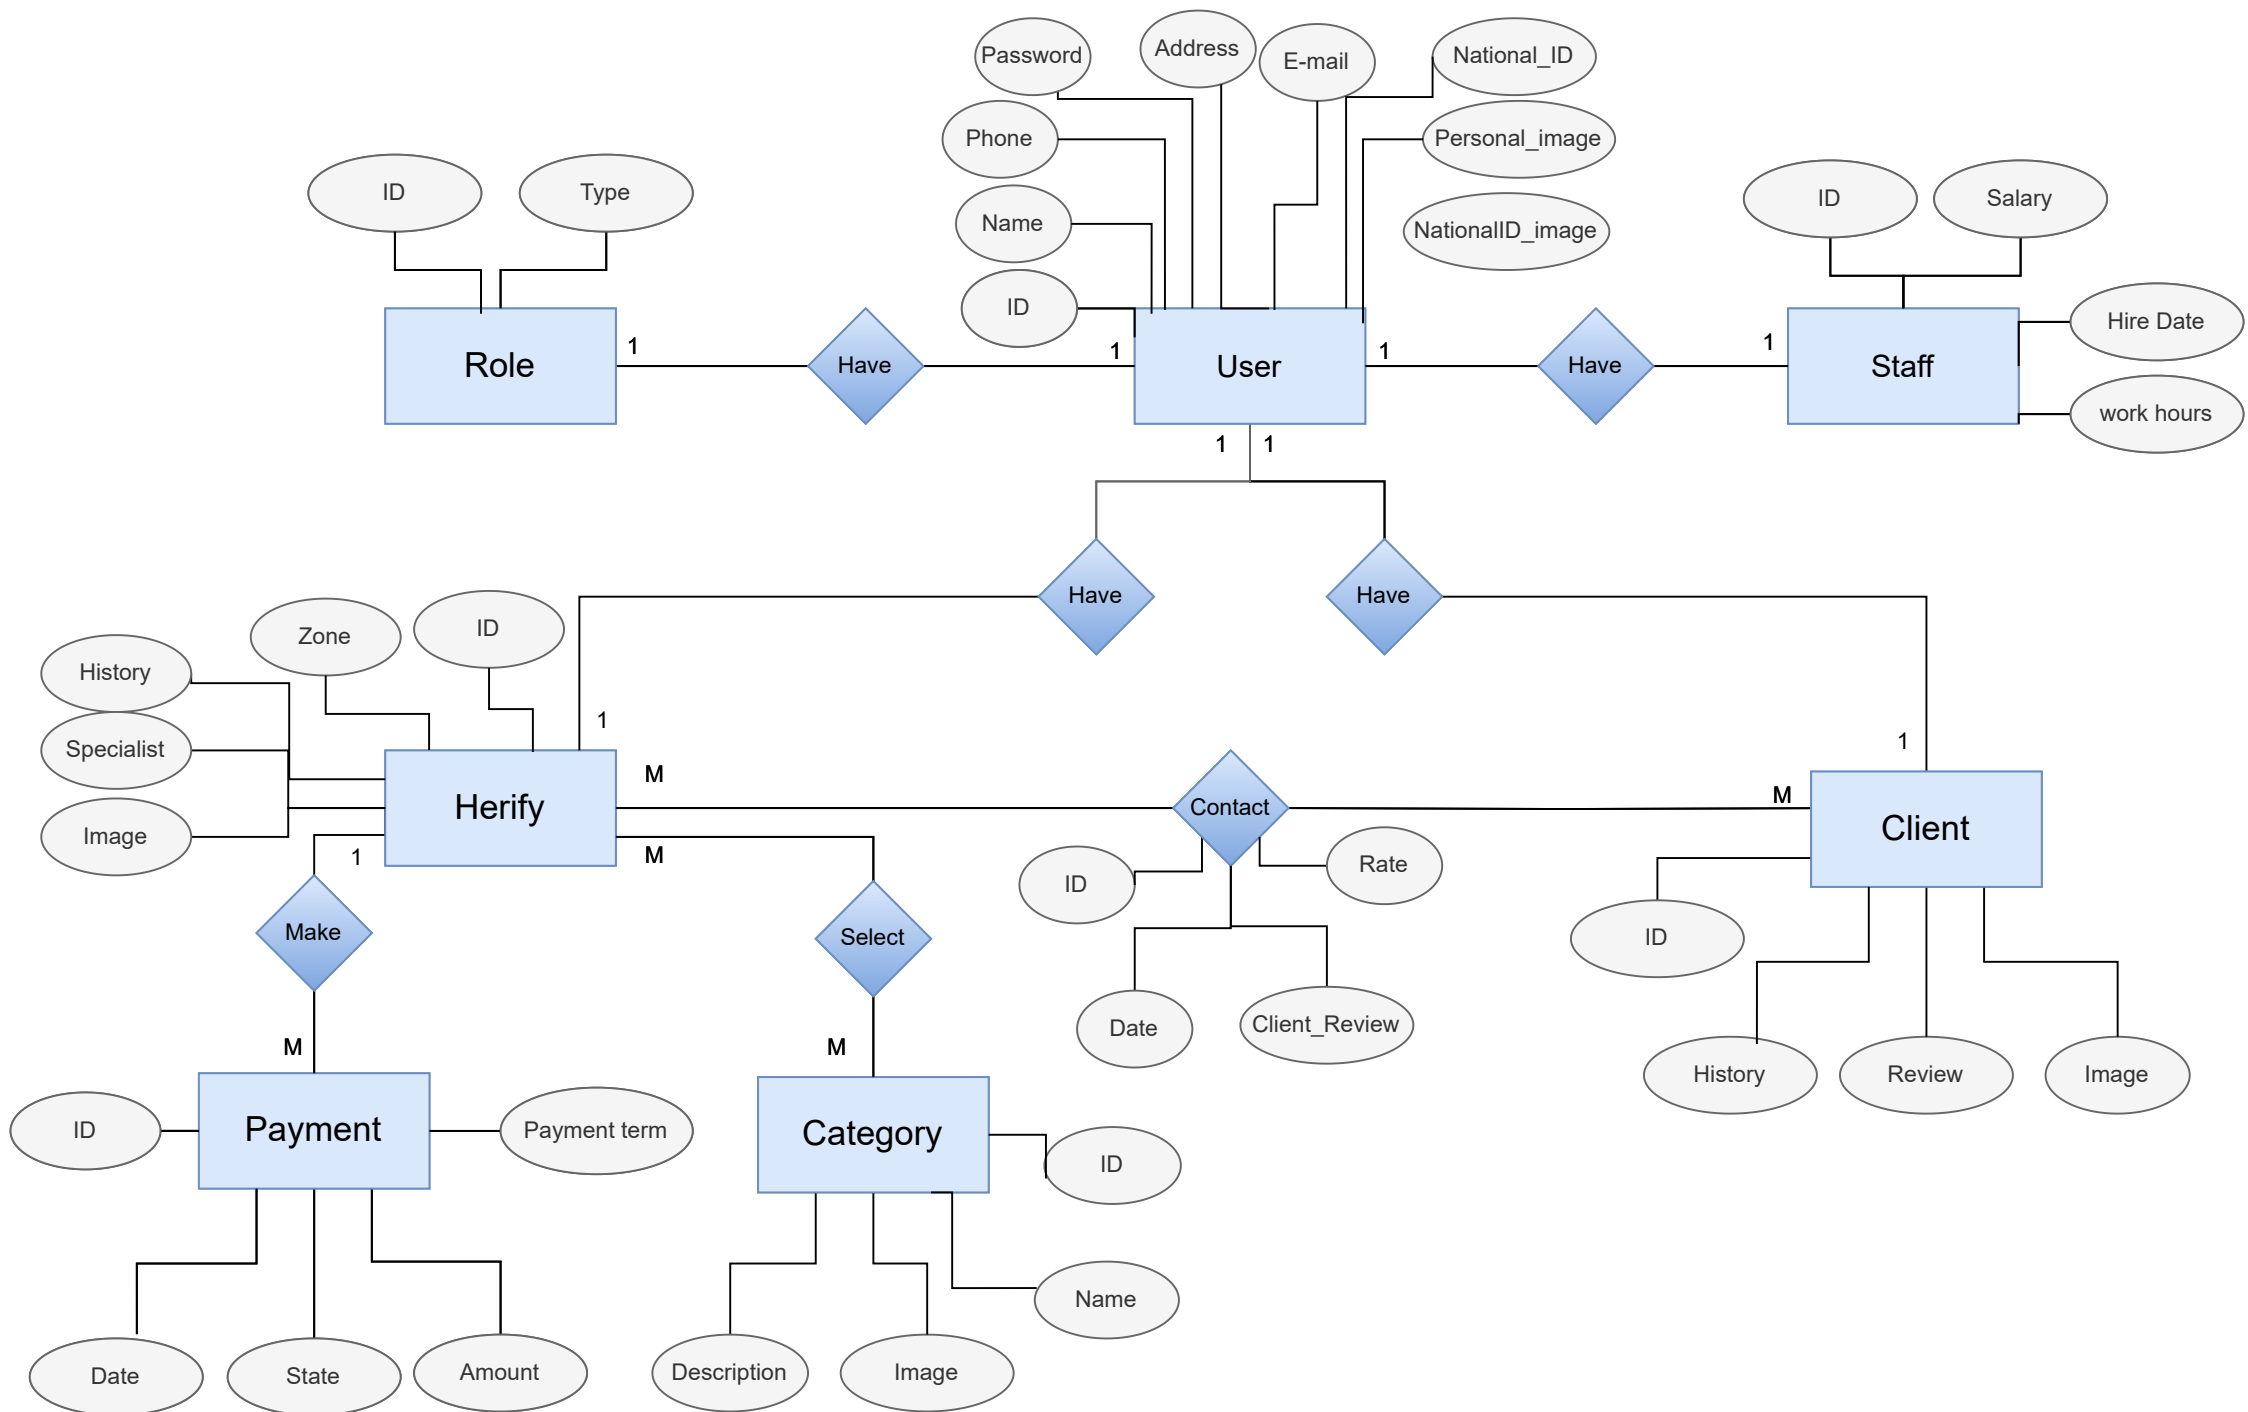 Password
Address
E-mail
National_ID
Phone
Personal_image
ID
Type
Name
NationalID_image
ID
Salary
ID
Hire Date
Role
1
Have
1
User
1
Have
1
Staff
work hours
1
1
Have
Have
History
Zone
ID
Specialist
Image
1
1
Herify
M
M
1
Contact
M
Client
ID
Rate
Date
Client_Review
ID
History
Review
Image
Make
M
Select
M
ID
Payment
Payment term
Date
State
Amount
Category
ID
Name
Description
Image